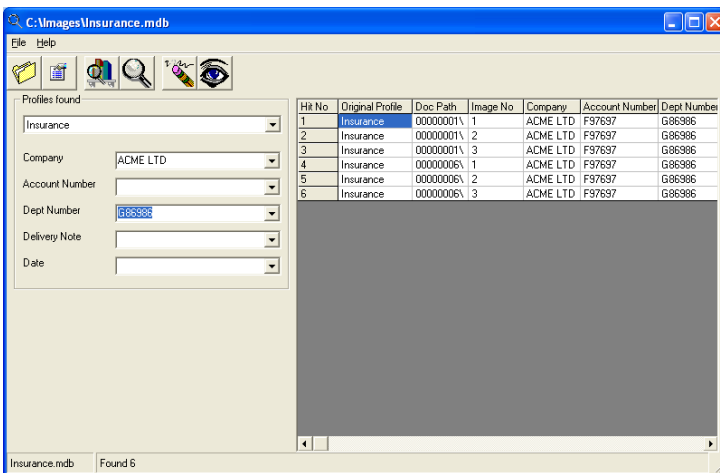 C:\Images\Insurance.mdb
File Help
Profiles found
Insurance
Company ACME LTD
Account Number
Dept Number G86986
Delivery Note
Date
Hit No Original Profile Doc Path Image No Company Account Number Dept Number
1 Insurance 00000001\ 1 ACME LTD F97697 G86986
2 Insurance 00000001\ 2 ACME LTD F97697 G86986
3 Insurance 00000001\ 3 ACME LTD F97697 G86986
4 Insurance 00000006\ 1 ACME LTD F97697 G86986
5 Insurance 00000006\ 2 ACME LTD F97697 G86986
6 Insurance 00000006\ 3 ACME LTD F97697 G86986
Insurance.mdb Found 6